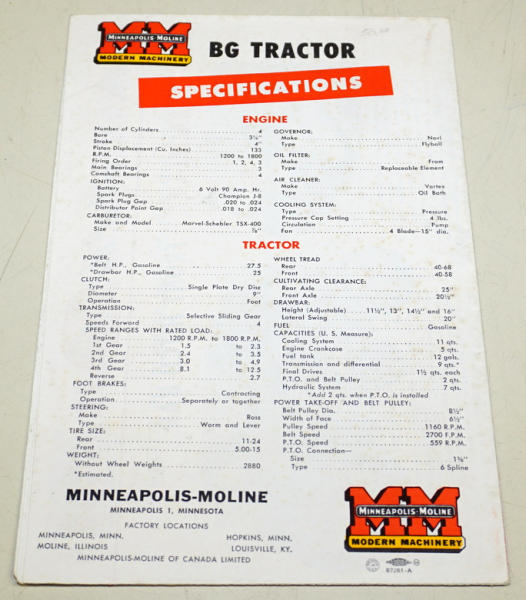 MM
MINNEAPOLIS-MOLINE
MODERN MACHINERY
BG TRACTOR
SPECIFICATIONS
ENGINE
Number of Cylinders 4
Bore
Stroke 4"
Piston Displacement (Cu. Inches) 133
R.P.M. 1200 to 1800
Firing Order 1, 2, 4, 3
Main Bearings 3
Camshaft Bearings 4
IGNITION:
Battery 6 Volt 90 Amp. Hr.
Spark Plugs Champion J-8
Spark Plug Gap .020 to .024
Distributor Point Gap .018 to .024
CARBURETOR:
Make and Model Marvel-Schebler TSX-400
Size ⅞"
GOVERNOR:
Make Novi
Type Flyball
OIL FILTER:
Make Fram
Type Replaceable Element
AIR CLEANER:
Make Vortex
Type Oil Bath
COOLING SYSTEM:
Type Pressure
Pressure Cap Setting 4 lbs.
Circulation Pump
Fan 4 Blade—15" dia.
TRACTOR
POWER:
*Belt H.P., Gasoline 27.5
*Drawbar H.P., Gasoline 25
CLUTCH:
Type Single Plate Dry Disc
Diameter 9"
Operation Foot
TRANSMISSION:
Type Selective Sliding Gear
Speeds Forward 4
SPEED RANGES WITH RATED LOAD:
Engine 1200 R.P.M. to 1800 R.P.M.
1st Gear 1.5 to 2.3
2nd Gear 2.4 to 3.5
3rd Gear 3.0 to 4.9
4th Gear 8.1 to 12.5
Reverse 2.7
FOOT BRAKES:
Type Contracting
Operation Separately or together
STEERING:
Make Ross
Type Worm and Lever
TIRE SIZE:
Rear 11-24
Front 5.00-15
WEIGHT:
Without Wheel Weights 2880
*Estimated.
WHEEL TREAD
Rear 40-68
Front 40-58
CULTIVATING CLEARANCE:
Rear Axle 25"
Front Axle 20½"
DRAWBAR:
Height (Adjustable) 11½", 13", 14½" and 16"
Lateral Swing 20"
FUEL Gasoline
CAPACITIES (U. S. Measure):
Cooling System 11 qts.
Engine Crankcase 5 qts.
Fuel tank 12 gals.
Transmission and differential 9 qts.*
Final Drives 1½ qts. each
P.T.O. and Belt Pulley 2 qts.
Hydraulic System 7 qts.
*Add 2 qts. when P.T.O. is installed
POWER TAKE-OFF AND BELT PULLEY:
Belt Pulley Dia. 8½"
Width of Face 6½"
Pulley Speed 1160 R.P.M.
Belt Speed 2700 F.P.M.
P.T.O. Speed 559 R.P.M.
P.T.O. Connection—
Size 1⅜"
Type 6 Spline
MINNEAPOLIS-MOLINE
MINNEAPOLIS 1, MINNESOTA
FACTORY LOCATIONS
MINNEAPOLIS, MINN. HOPKINS, MINN.
MOLINE, ILLINOIS LOUISVILLE, KY.
MINNEAPOLIS-MOLINE OF CANADA LIMITED
MM
MINNEAPOLIS-MOLINE
MODERN MACHINERY